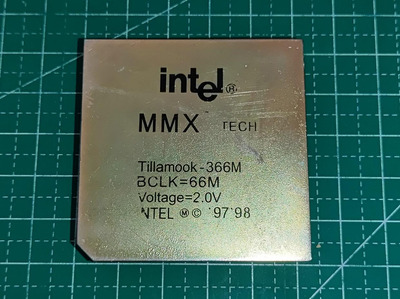 intel®
MMX TECH
Tillamook-366M
BCLK=66M
Voltage=2.0V
INTEL Ⓜ © '97'98